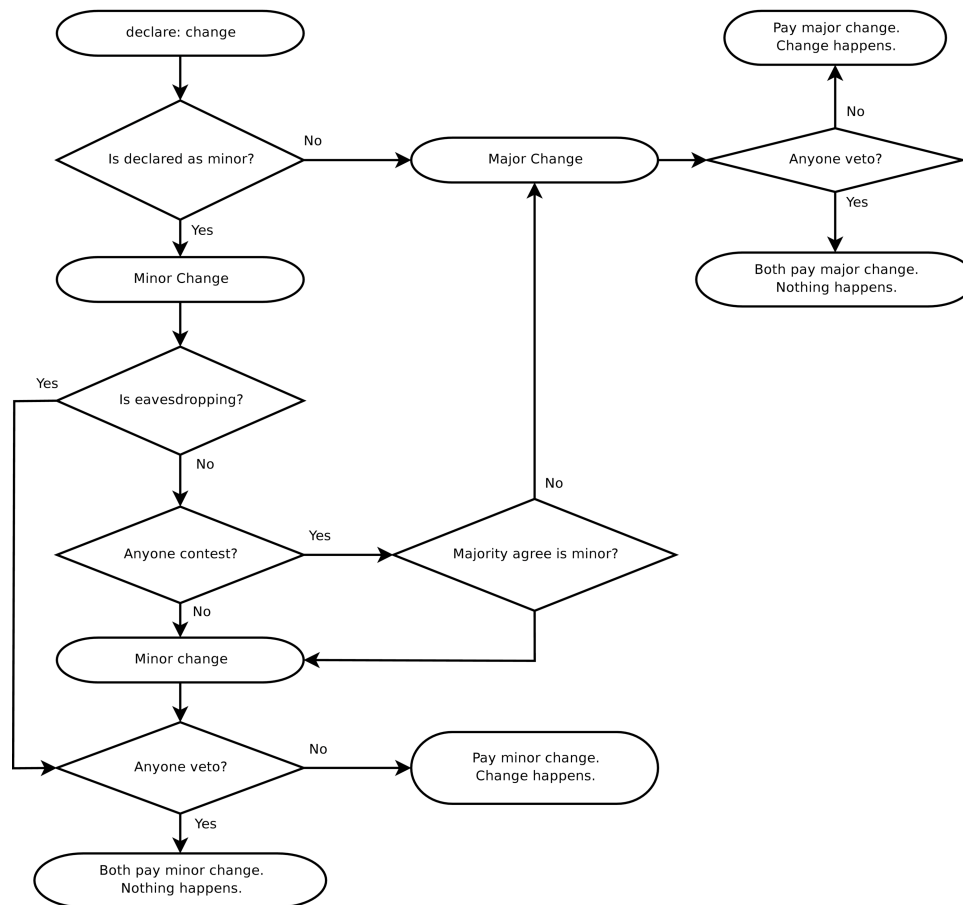 declare: change
Pay major change.
Change happens.
No
No
Is declared as minor?
Major Change
Anyone veto?
Yes
Yes
Minor Change
Both pay major change.
Nothing happens.
Yes
Is eavesdropping?
No
No
Yes
Anyone contest?
Majority agree is minor?
No
Minor change
No
Anyone veto?
Pay minor change.
Change happens.
Yes
Both pay minor change.
Nothing happens.